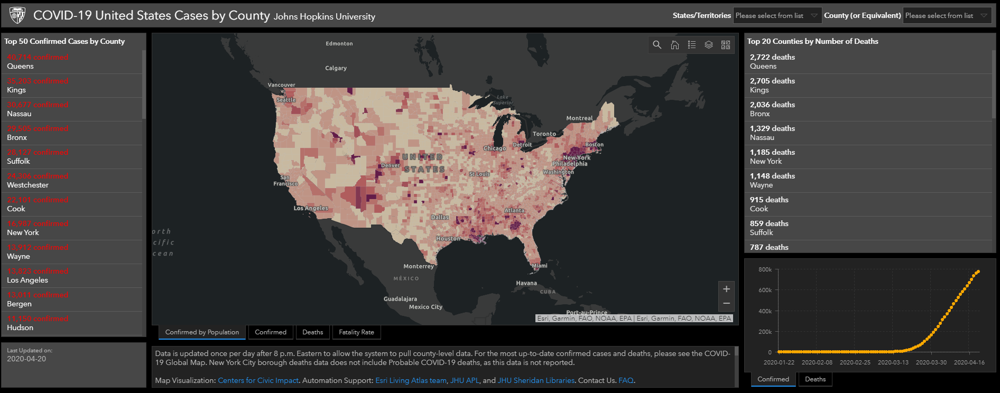 COVID-19 United States Cases by County Johns Hopkins University
States/Territories Please select from list County (or Equivalent) Please select from list
Top 50 Confirmed Cases by County
confirmed
Queens
35,203 confirmed
Kings
30,677 confirmed
Nassau
confirmed
Bronx
confirmed
Suffolk
24,306 confirmed
Westchester
22,101 confirmed
Cook
16,987 confirmed
New York
13,912 confirmed
Wayne
13,823 confirmed
Los Angeles
13,011 confirmed
Bergen
11,150 confirmed
Hudson
Last Updated on:
2020-04-20
Edmonton
Calgary
Vancouver
Seattle
Lake
Superior
Montreal
Toronto
Detroit
Boston
Chicago
New York
Philadelphia
UNITED
STATES
Denver
St Louis
Washington
San
Francisco
Los Angeles
Atlanta
Dallas
Houston
orth
cific
cean
Miami
Monterrey
MÉXICO
Havana
CUBA
Guadalajara
Mexico City
Port-au-Prince
+
−
Esri, Garmin, FAO, NOAA, EPA | Esri, Garmin, FAO, NOAA, EPA
Confirmed by Population Confirmed Deaths Fatality Rate
Data is updated once per day after 8 p.m. Eastern to allow the system to pull county-level data. For the most up-to-date confirmed cases and deaths, please see the COVID-
19 Global Map. New York City borough deaths data does not include Probable COVID-19 deaths, as this data is not reported.
Map Visualization: Centers for Civic Impact. Automation Support: Esri Living Atlas team, JHU APL, and JHU Sheridan Libraries. Contact Us. FAQ.
Top 20 Counties by Number of Deaths
2,722 deaths
Queens
2,705 deaths
Kings
2,036 deaths
Bronx
1,329 deaths
Nassau
1,185 deaths
New York
1,148 deaths
Wayne
915 deaths
Cook
859 deaths
Suffolk
787 deaths
800k
600k
400k
200k
0
2020-01-22 2020-02-08 2020-02-25 2020-03-13 2020-03-30 2020-04-16
Confirmed Deaths